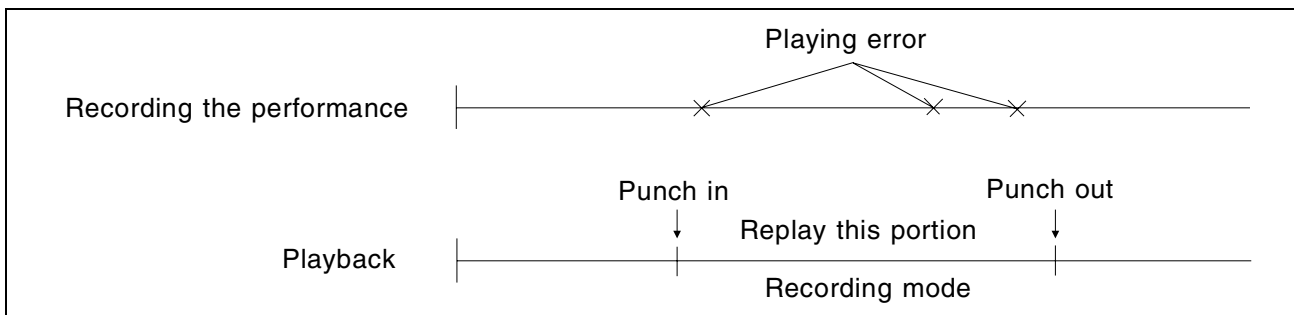 Playing error
Recording the performance
Punch in
Punch out
Replay this portion
Playback
Recording mode